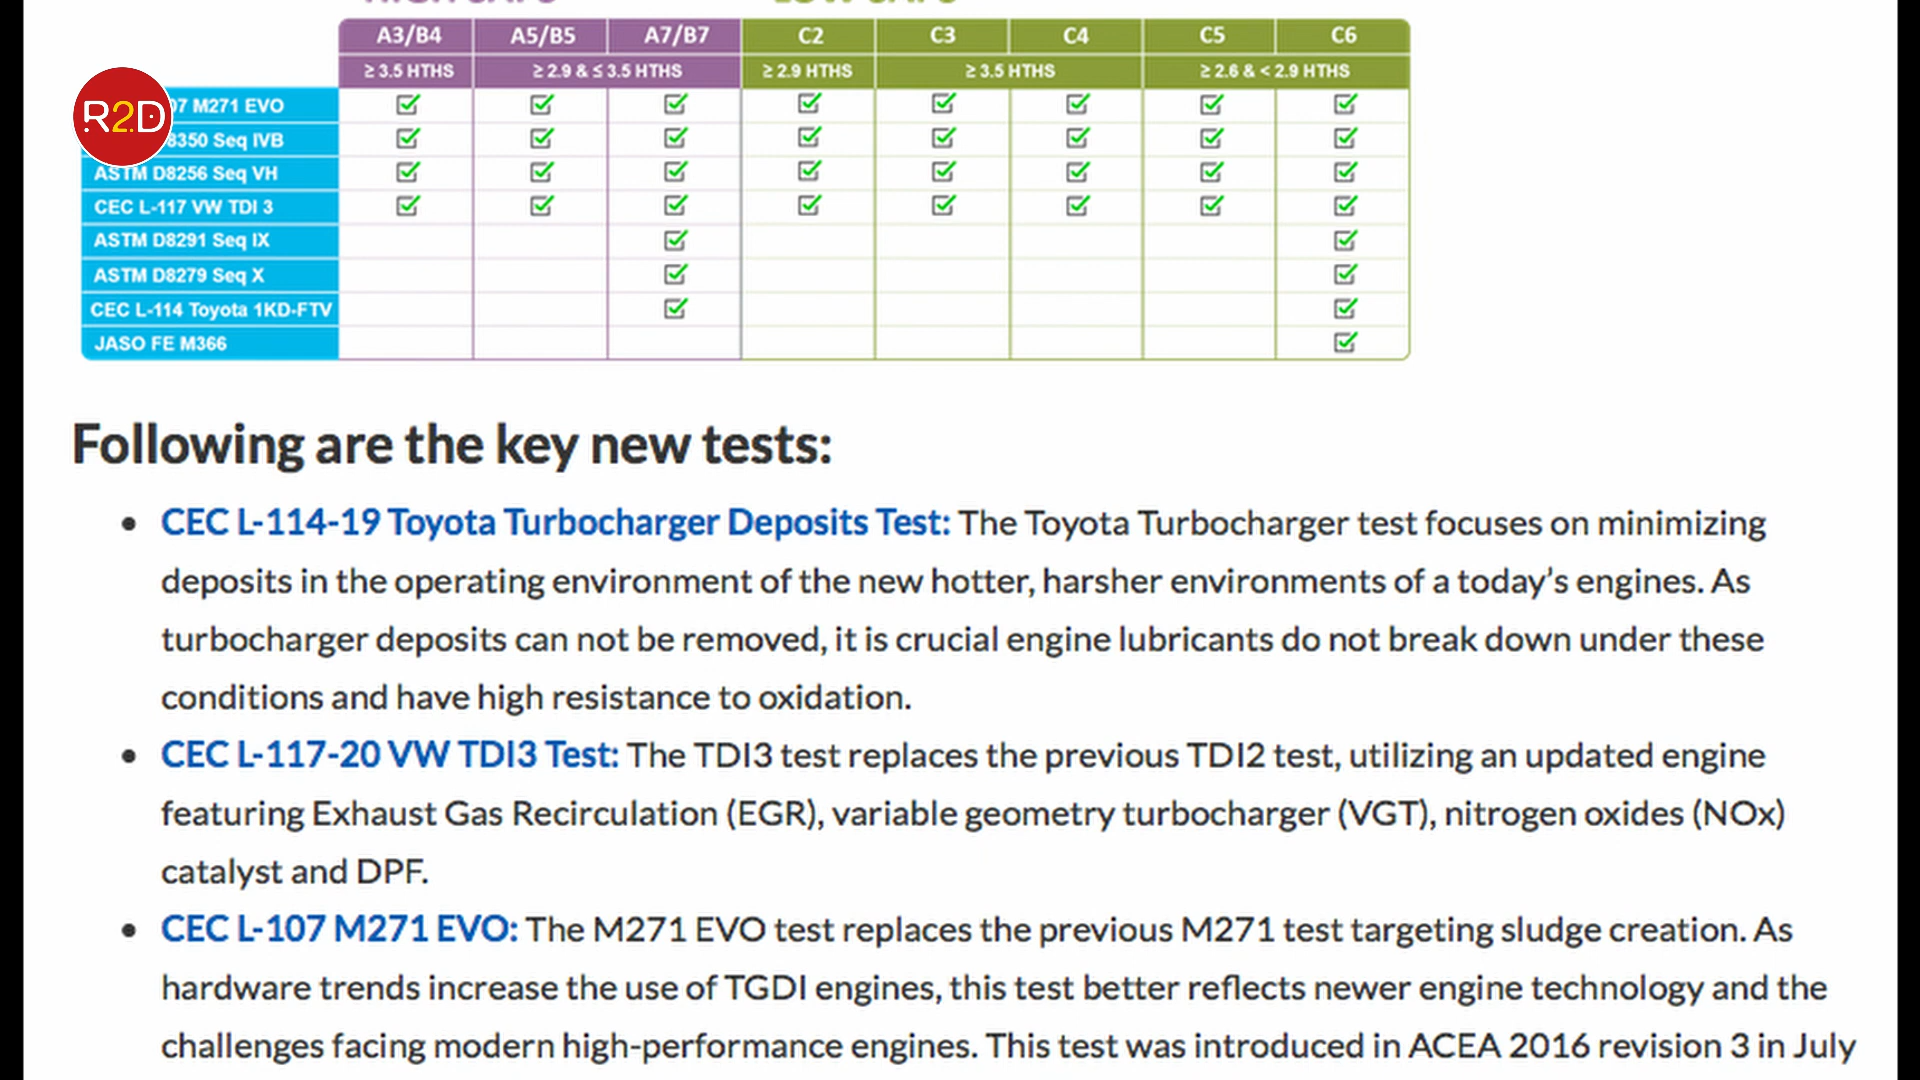 HIGH SAPS LOW SAPS
A3/B4 A5/B5 A7/B7 C2 C3 C4 C5 C6
≥ 3.5 HTHS ≥ 2.9 & ≤ 3.5 HTHS ≥ 2.9 HTHS ≥ 3.5 HTHS ≥ 2.6 & < 2.9 HTHS
R2D
07 M271 EVO
8350 Seq IVB
ASTM D8256 Seq VH
CEC L-117 VW TDI 3
ASTM D8291 Seq IX
ASTM D8279 Seq X
CEC L-114 Toyota 1KD-FTV
JASO FE M366
Following are the key new tests:
• CEC L-114-19 Toyota Turbocharger Deposits Test: The Toyota Turbocharger test focuses on minimizing
deposits in the operating environment of the new hotter, harsher environments of a today's engines. As
turbocharger deposits can not be removed, it is crucial engine lubricants do not break down under these
conditions and have high resistance to oxidation.
• CEC L-117-20 VW TDI3 Test: The TDI3 test replaces the previous TDI2 test, utilizing an updated engine
featuring Exhaust Gas Recirculation (EGR), variable geometry turbocharger (VGT), nitrogen oxides (NOx)
catalyst and DPF.
• CEC L-107 M271 EVO: The M271 EVO test replaces the previous M271 test targeting sludge creation. As
hardware trends increase the use of TGDI engines, this test better reflects newer engine technology and the
challenges facing modern high-performance engines. This test was introduced in ACEA 2016 revision 3 in July